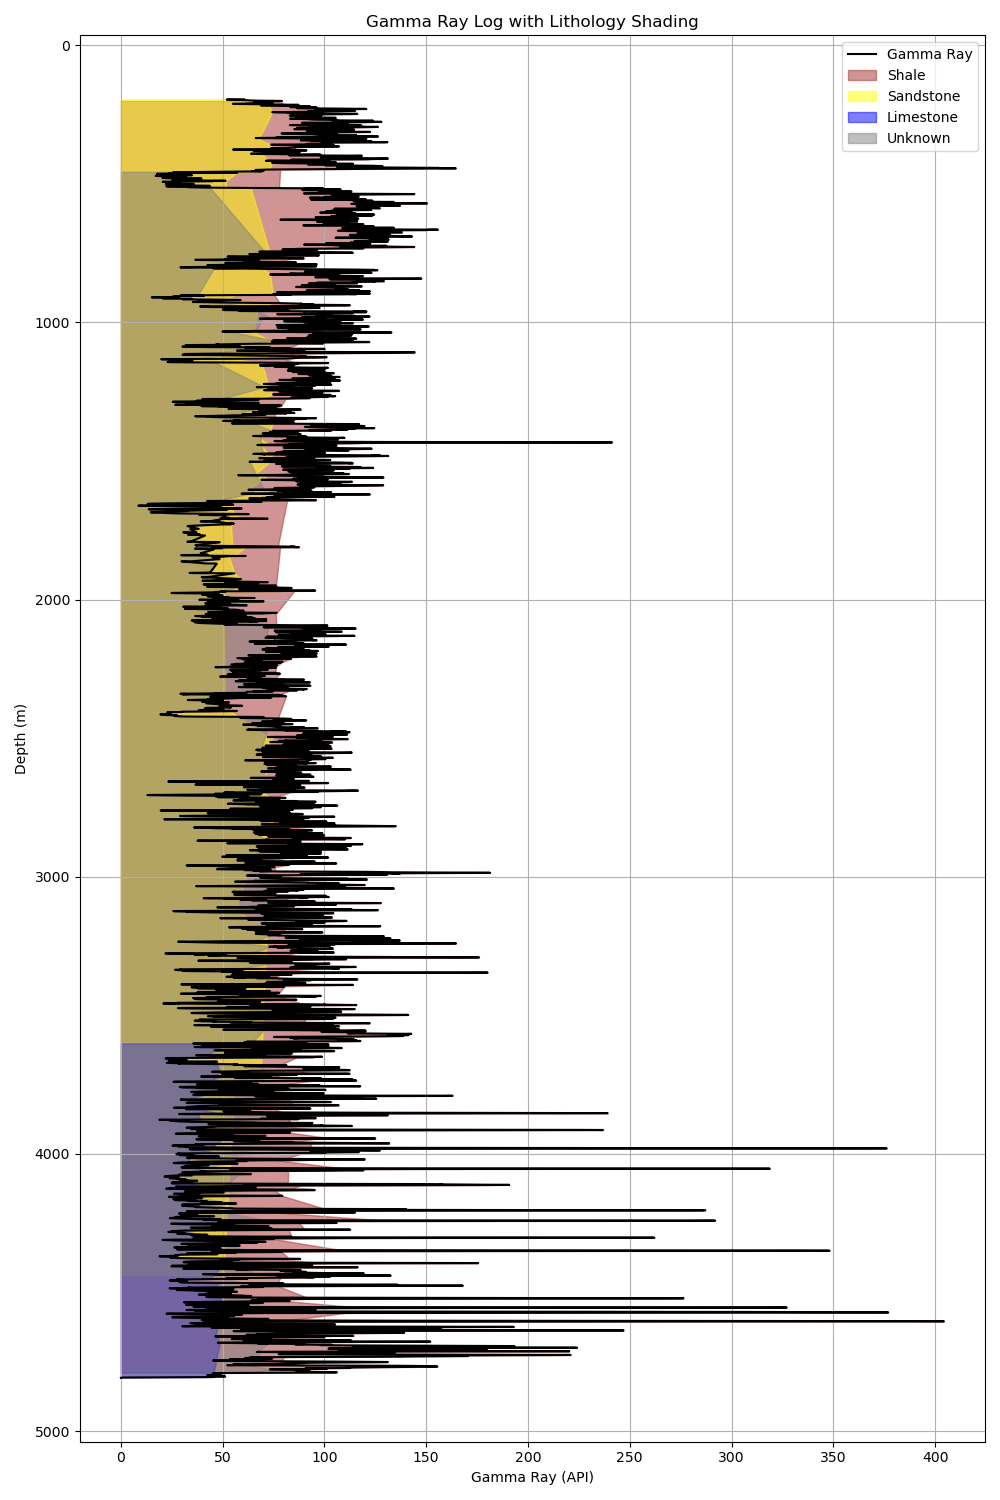 Gamma Ray Log with Lithology Shading
Gamma Ray
Shale
Sandstone
Limestone
Unknown
0
1000
2000
3000
4000
5000
Depth (m)
0 50 100 150 200 250 300 350 400
Gamma Ray (API)